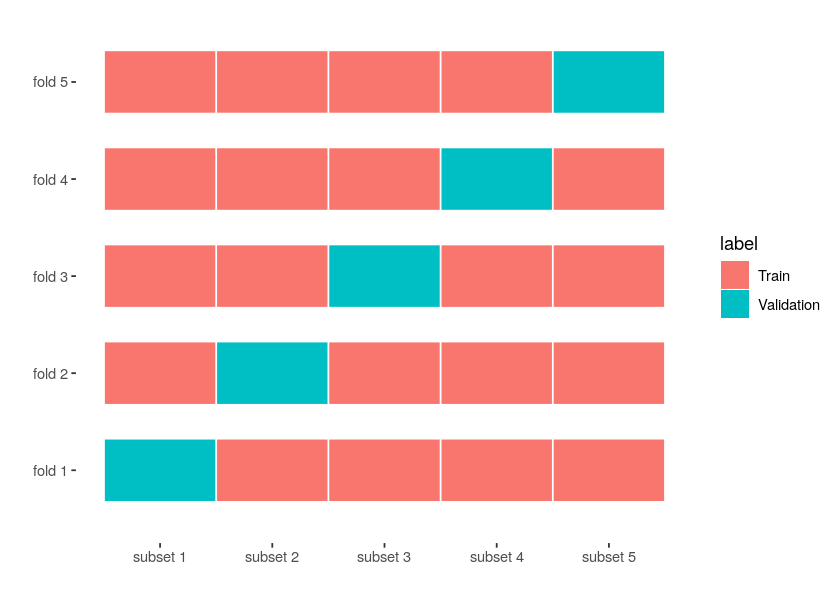 fold 5
fold 4
fold 3
fold 2
fold 1
subset 1 subset 2 subset 3 subset 4 subset 5
label
Train
Validation